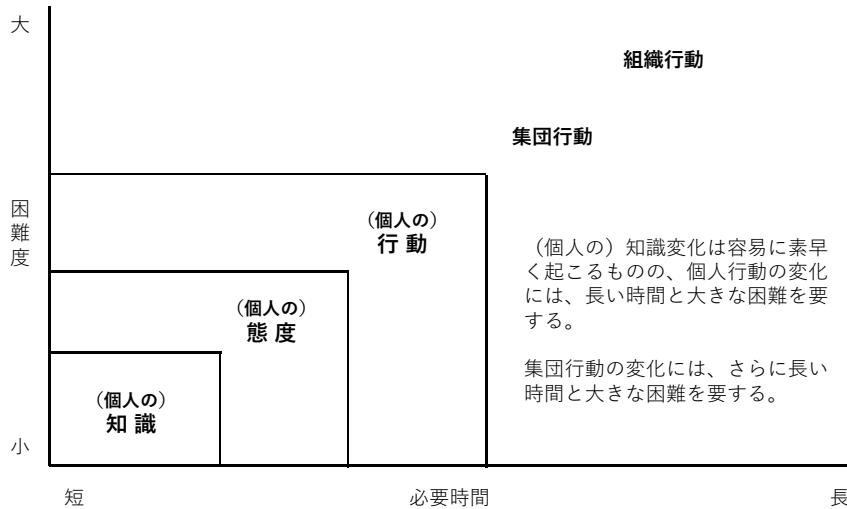 大
組織行動
集団行動
困難度
（個人の）
行 動
（個人の）知識変化は容易に素早
く起こるものの、個人行動の変化
には、長い時間と大きな困難を要
する。
（個人の）
態 度
集団行動の変化には、さらに長い
時間と大きな困難を要する。
（個人の）
知 識
小
短
必要時間
長